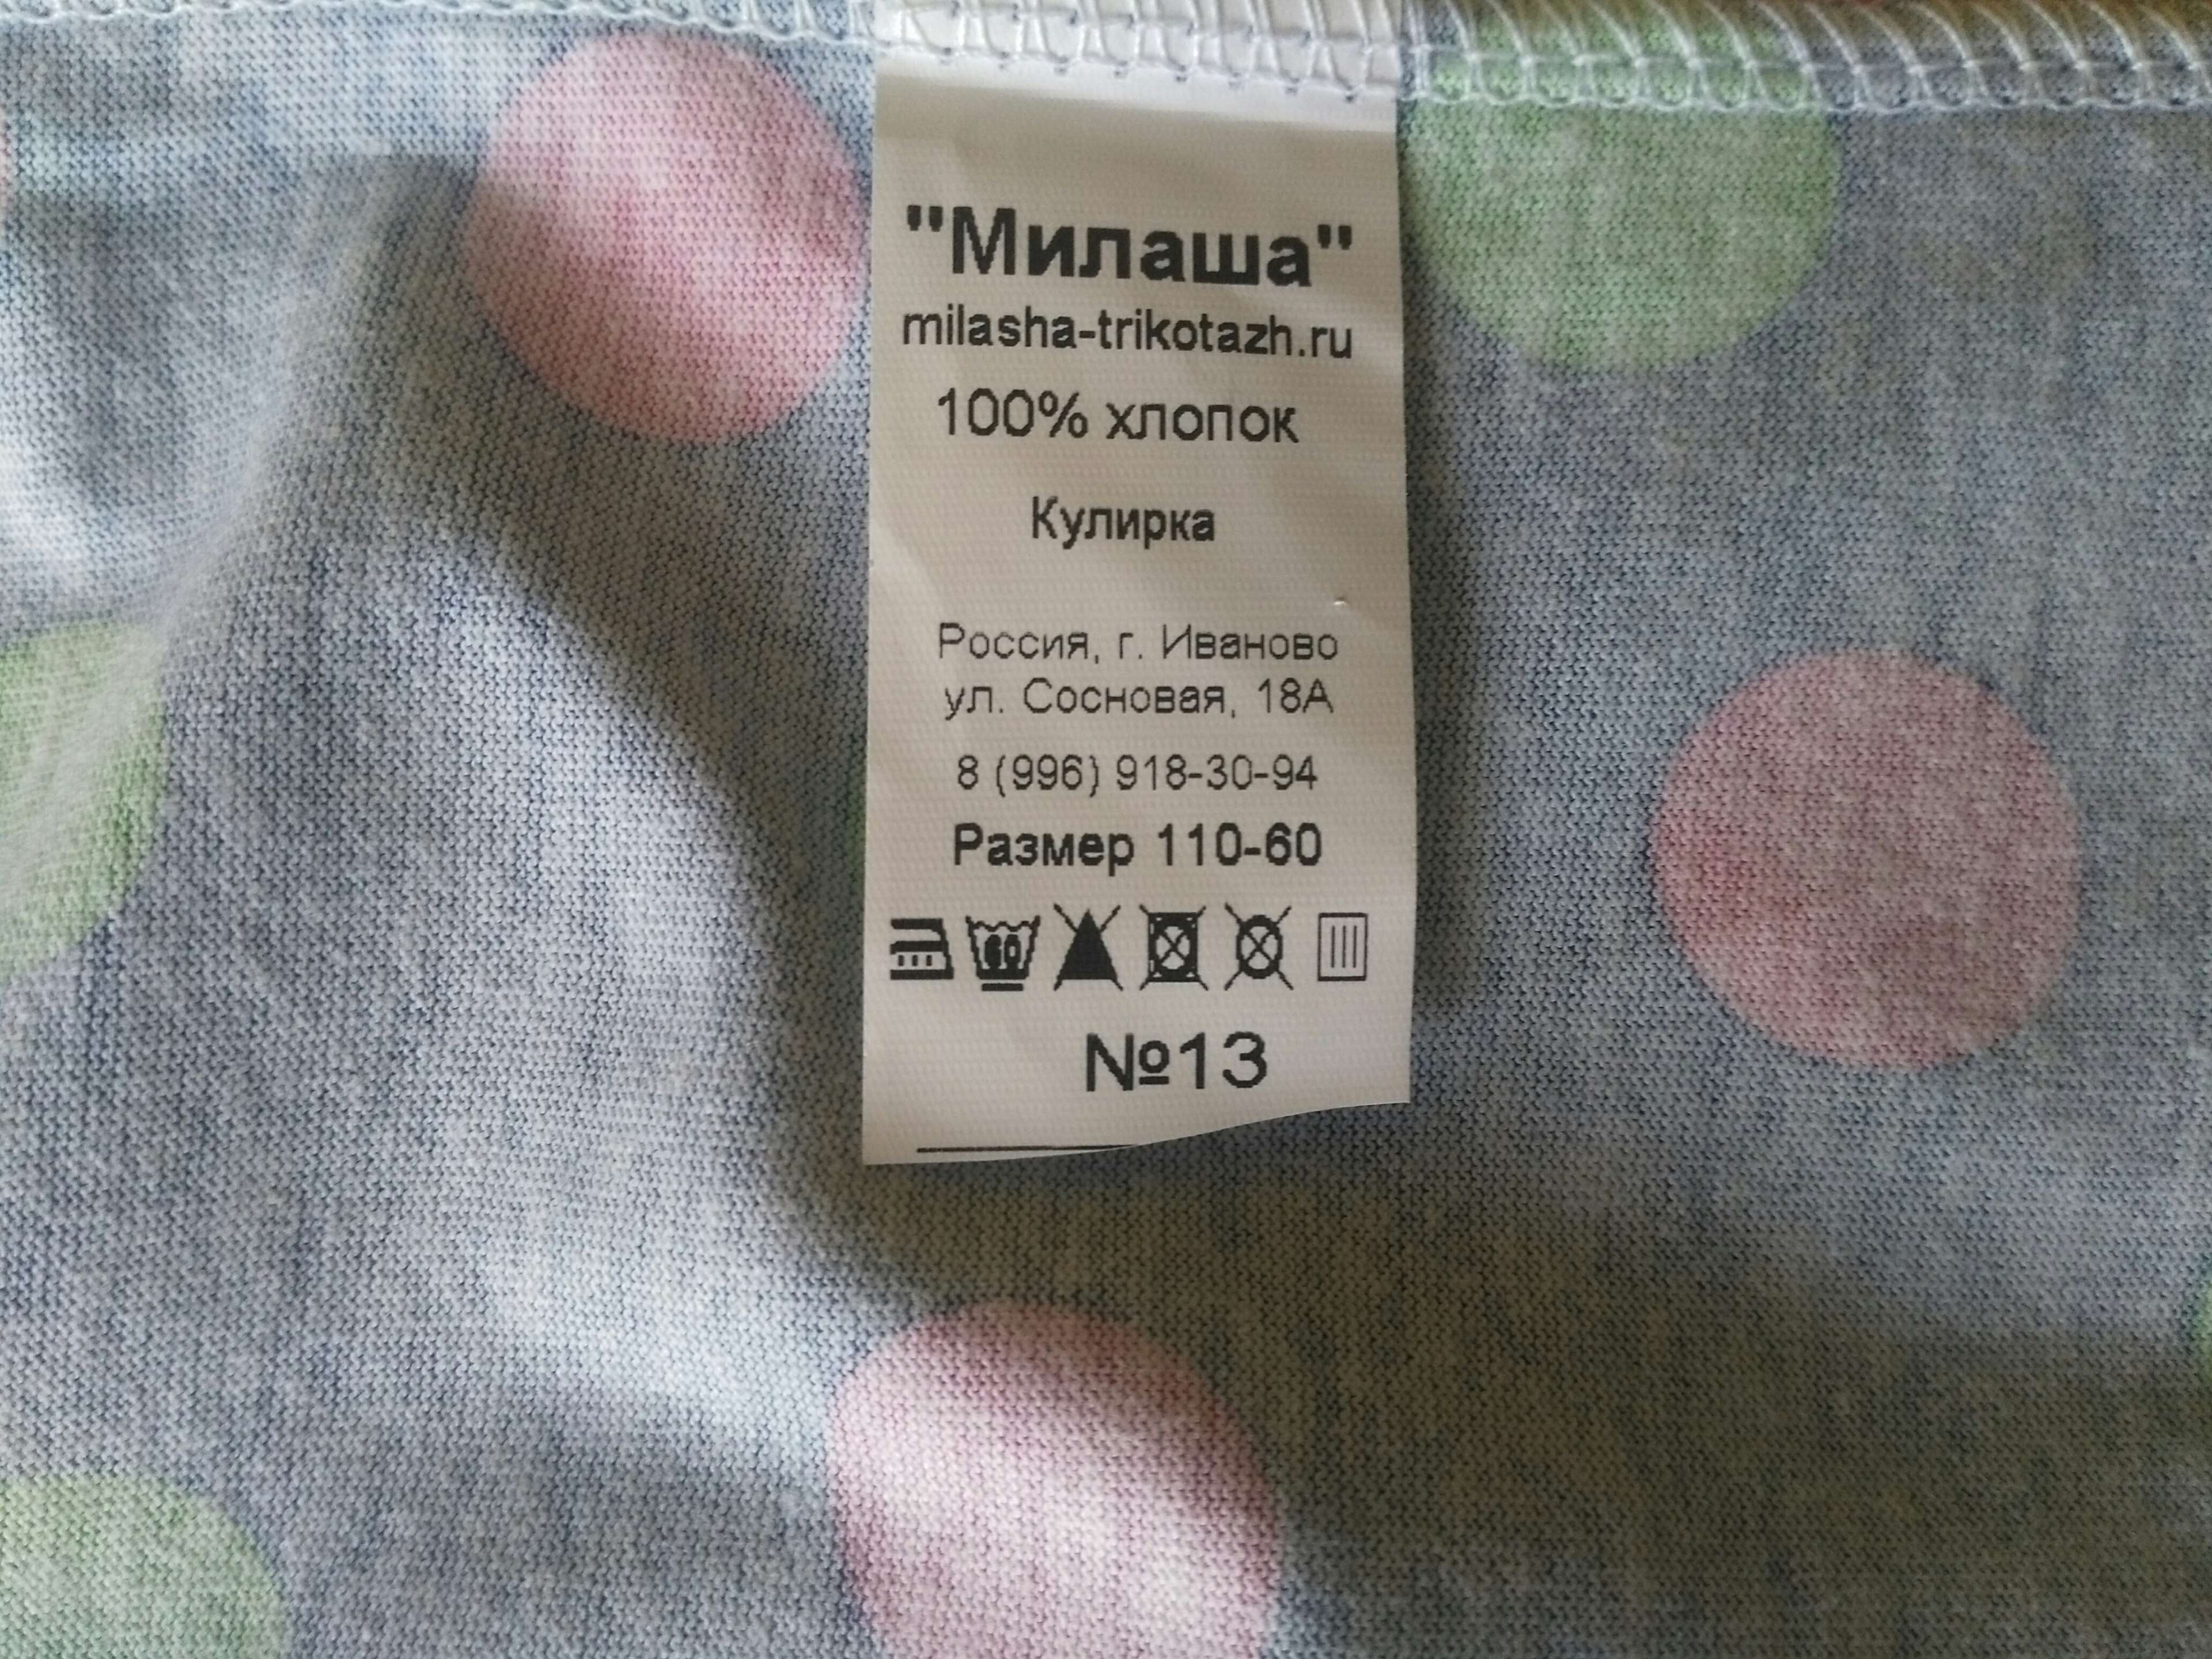 "Милаша"
milasha-trikotazh.ru
100% хлопок
Кулирка
Россия, г. Иваново
ул. Сосновая, 18А
8 (996) 918-30-94
Размер 110-60
60
№13